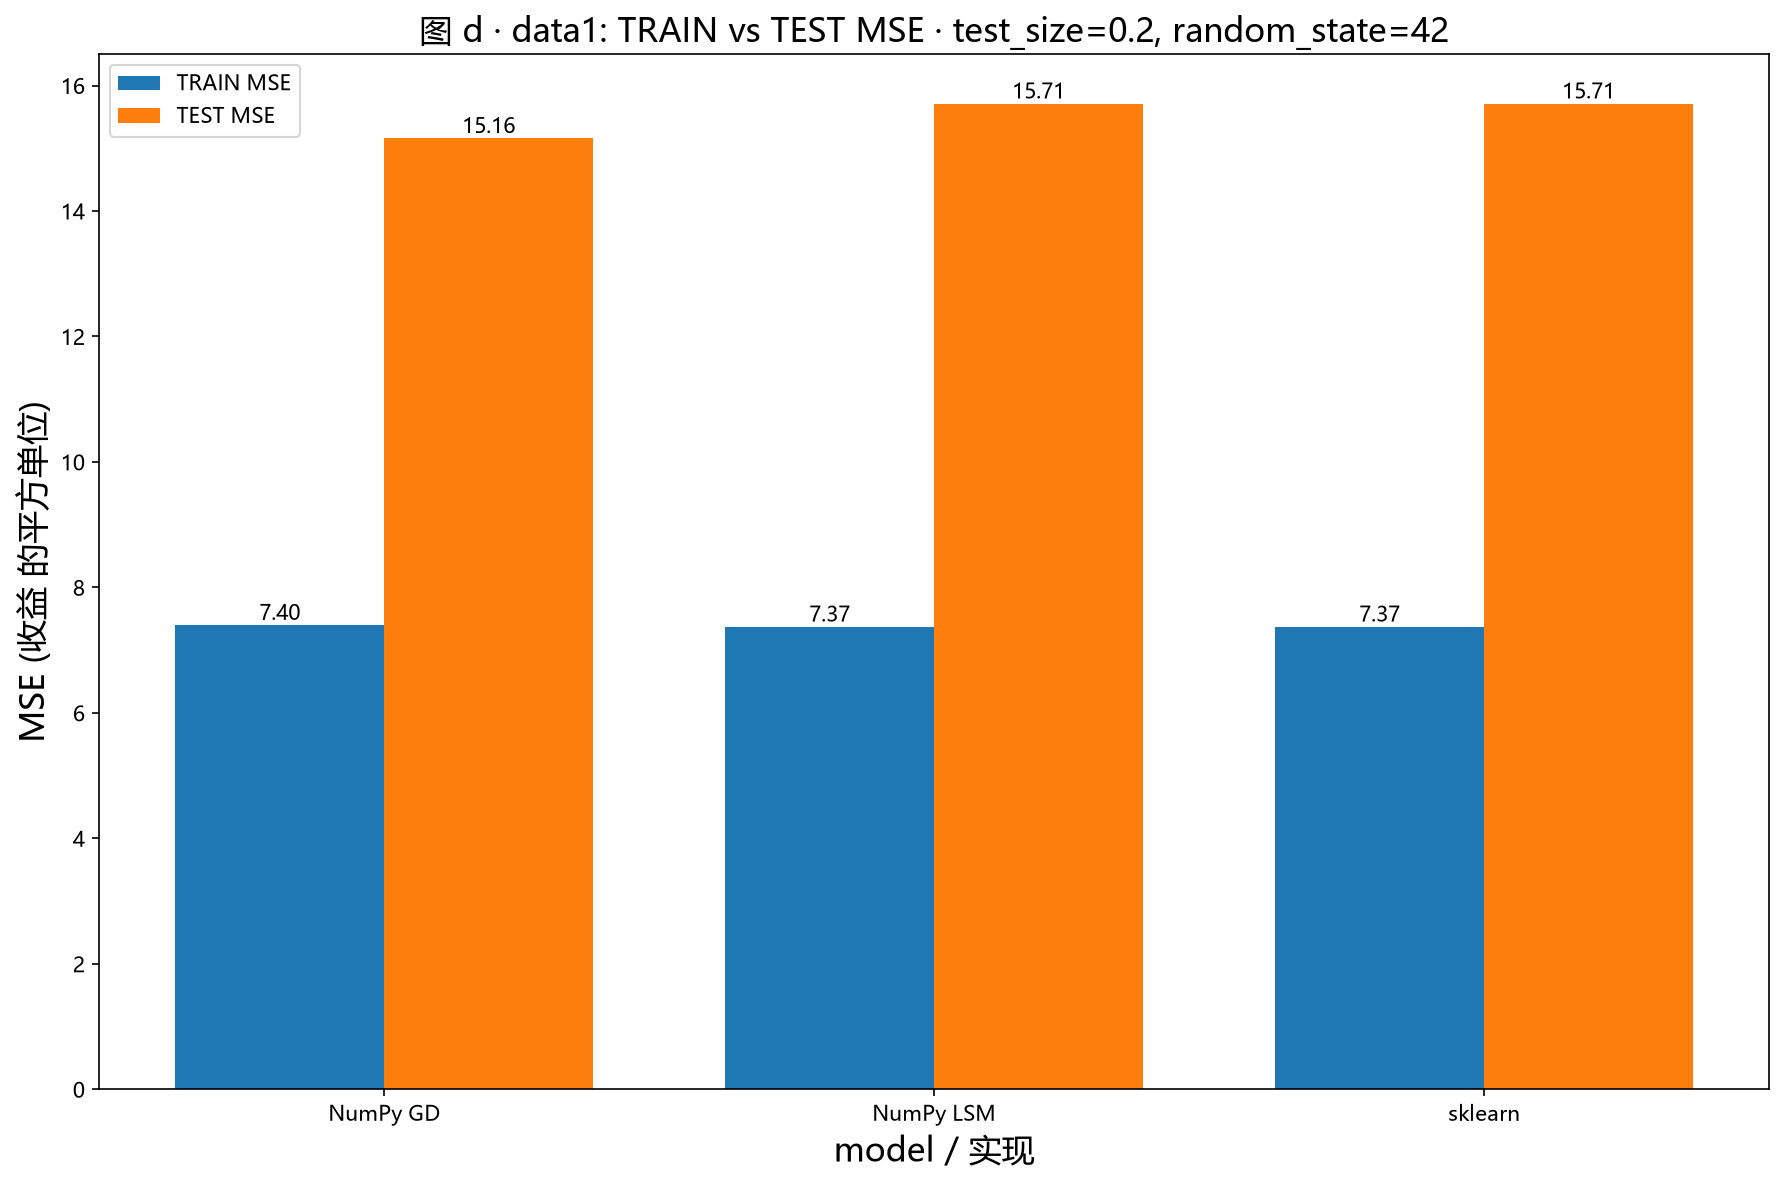 图 d · data1: TRAIN vs TEST MSE · test_size=0.2, random_state=42
TRAIN MSE
TEST MSE
MSE (收益 的平方单位)
16
14
12
10
8
6
4
2
0
7.40
15.16
7.37
15.71
7.37
15.71
NumPy GD
NumPy LSM
sklearn
model / 实现